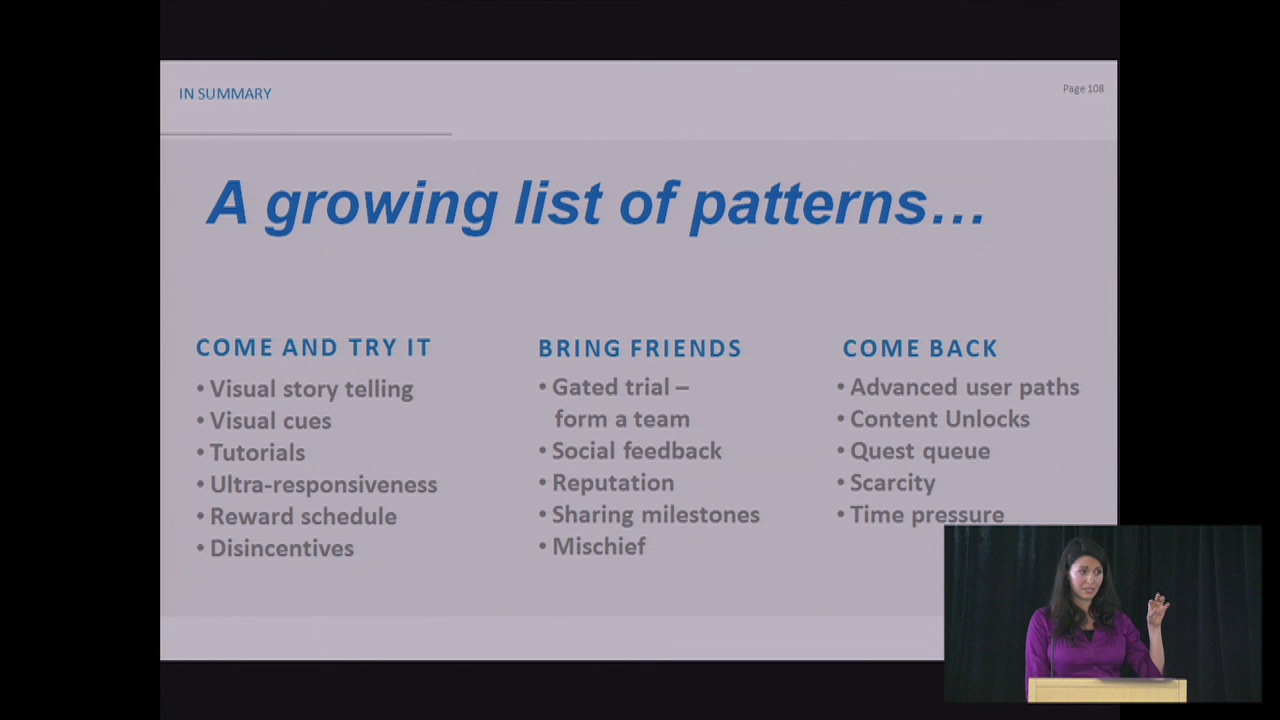 IN SUMMARY
Page 108
A growing list of patterns…
COME AND TRY IT
• Visual story telling
• Visual cues
• Tutorials
• Ultra-responsiveness
• Reward schedule
• Disincentives
BRING FRIENDS
• Gated trial –
form a team
• Social feedback
• Reputation
• Sharing milestones
• Mischief
COME BACK
• Advanced user paths
• Content Unlocks
• Quest queue
• Scarcity
• Time pressure